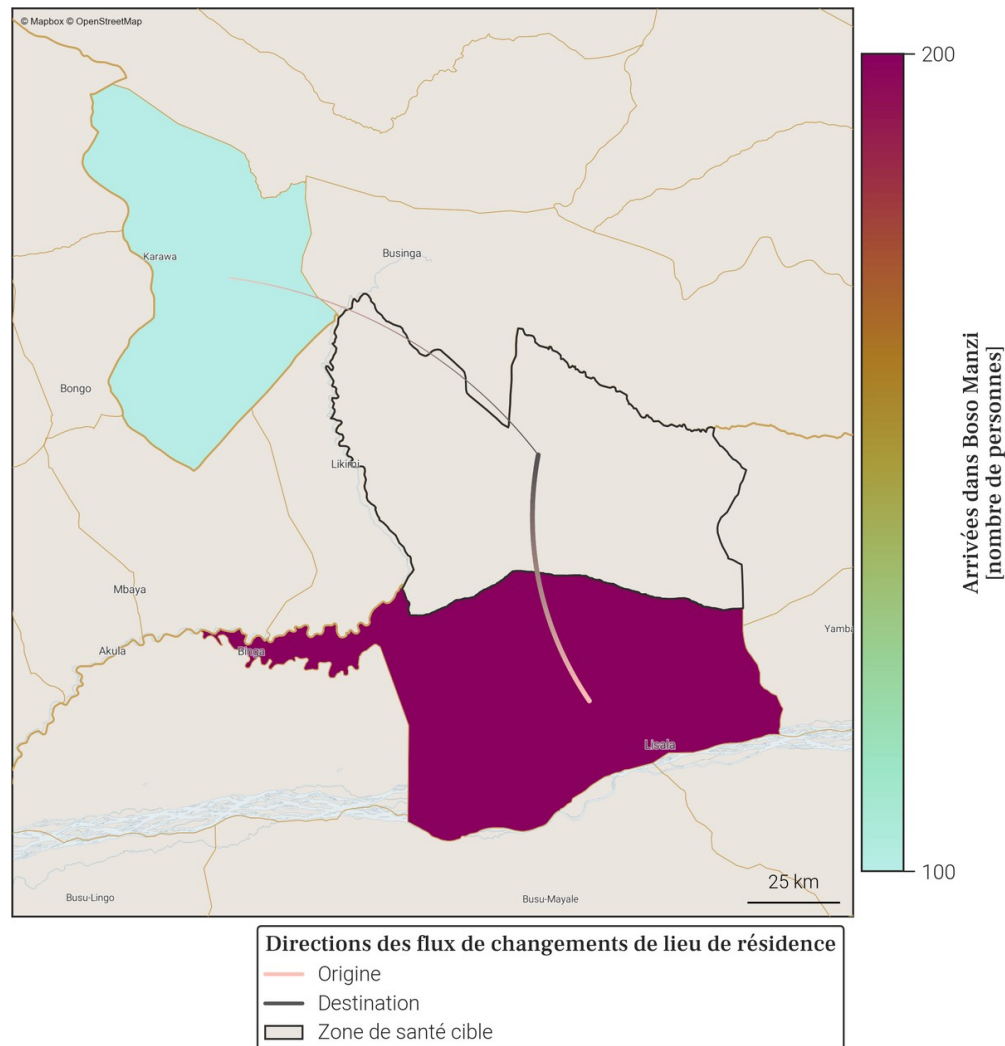 © Mapbox © OpenStreetMap
200
Karawa
Businga
Bongo
Likimi
Mbaya
Akula
Binga
Yamba
Lisala
Busu-Lingo
Busu-Mayale
25 km
100
Arrivées dans Boso Manzi
[nombre de personnes]
Directions des flux de changements de lieu de résidence
Origine
Destination
Zone de santé cible